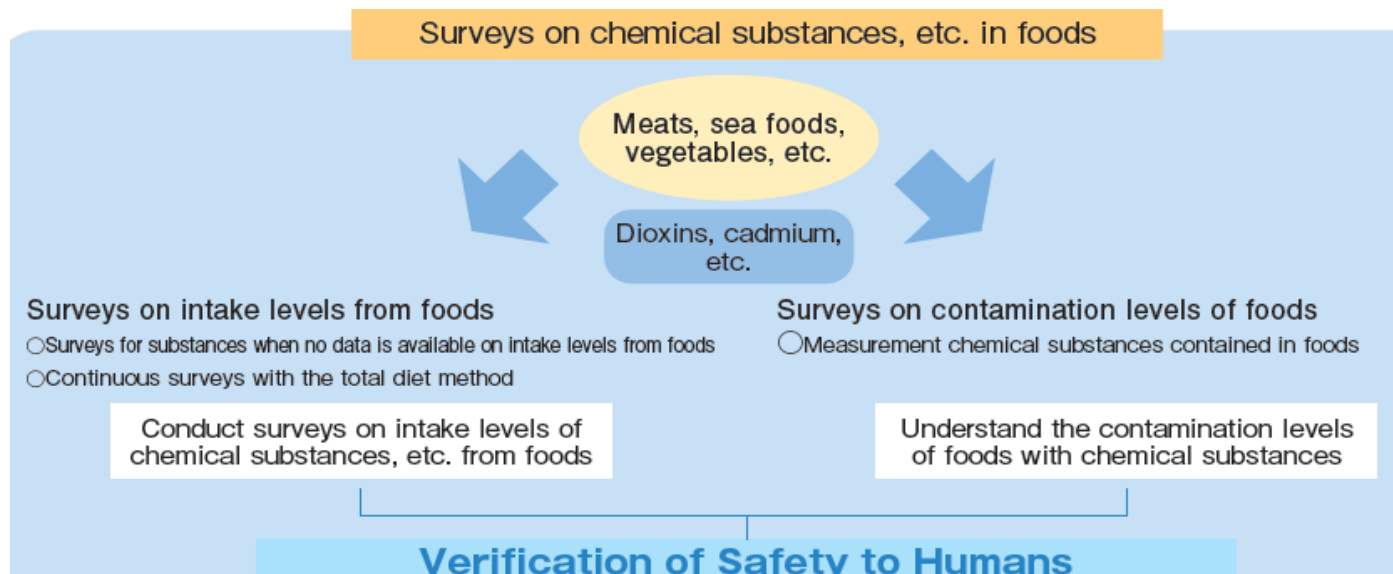 Surveys on chemical substances, etc. in foods
Meats, sea foods,
vegetables, etc.
Dioxins, cadmium,
etc.
Surveys on intake levels from foods
○Surveys for substances when no data is available on intake levels from foods
○Continuous surveys with the total diet method
Conduct surveys on intake levels of
chemical substances, etc. from foods
Surveys on contamination levels of foods
○Measurement chemical substances contained in foods
Understand the contamination levels
of foods with chemical substances
Verification of Safety to Humans